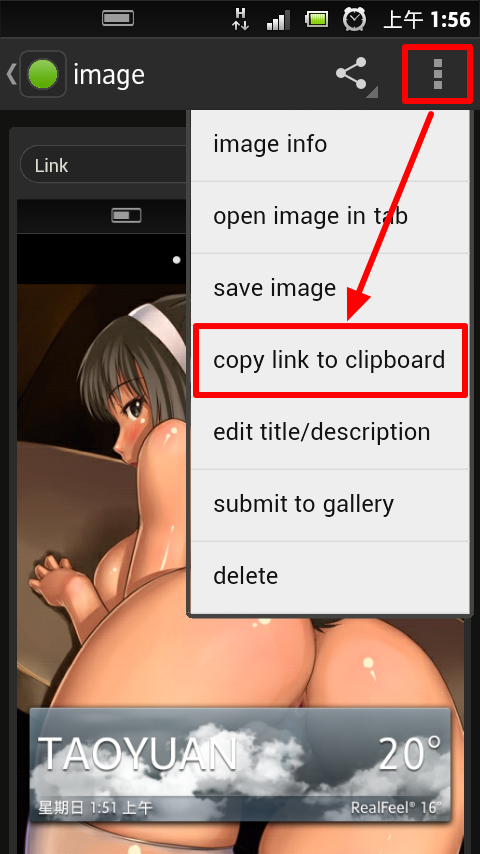 H
上午 1:56
image
image info
Link
open image in tab
save image
copy link to clipboard
edit title/description
submit to gallery
delete
TAOYUAN 20°
星期日 1:51 上午 RealFeel® 16°